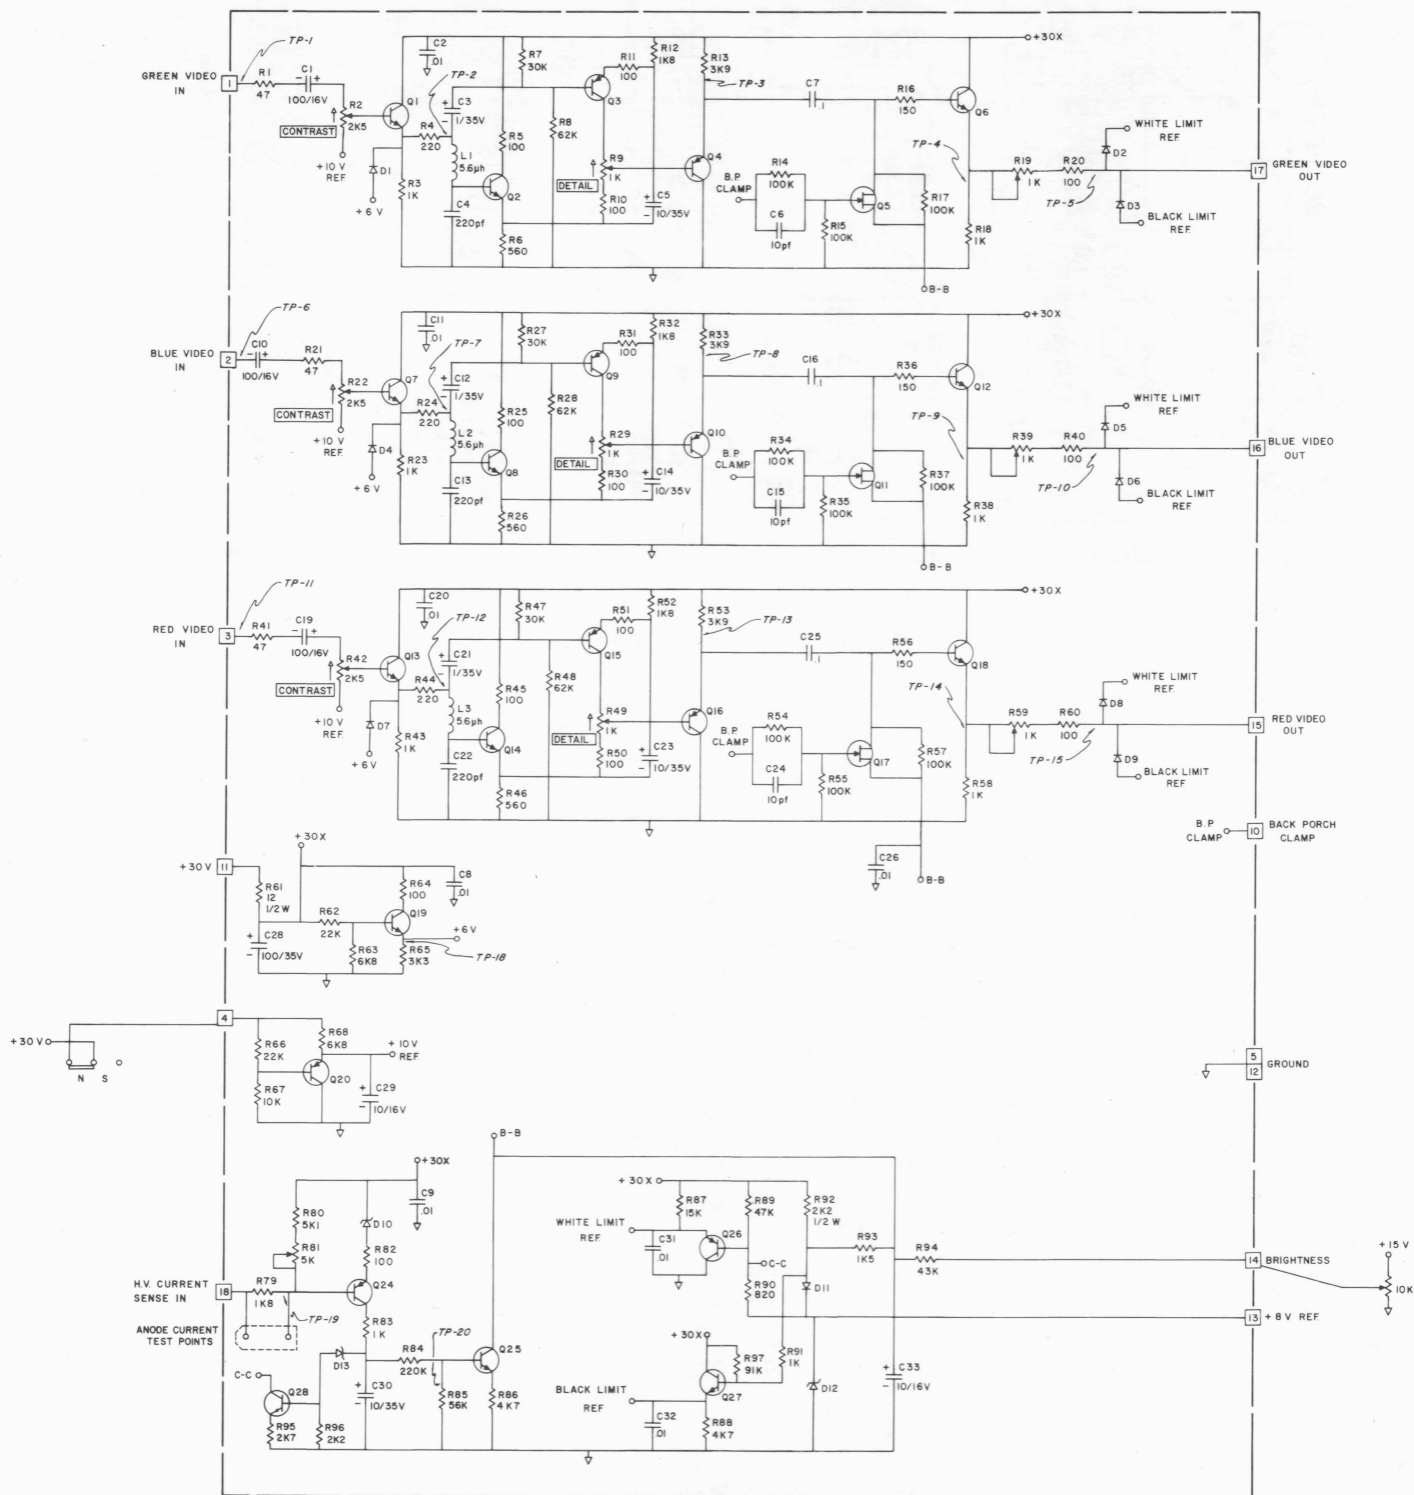 GREEN VIDEO
IN
1
TP-1
R1
47
C1
- +
100/16V
R2
2K5
CONTRAST
+10 V
REF.
D1
+6 V
Q1
C2
.01
TP-2
R4
220
R3
1K
C3
+
-
1/35V
L1
5.6µh
C4
220pf
R7
30K
R5
100
Q2
R6
560
R8
62K
R11
100
Q3
R9
1K
DETAIL
R10
100
R12
1K8
C5
+
-
10/35V
R13
3K9
TP-3
Q4
C7
.1
B.P.
CLAMP
R14
100K
C6
10pf
R15
100K
Q5
R16
150
R17
100K
B-B
Q6
+30X
TP-4
R18
1K
R19
1K
R20
100
TP-5
WHITE LIMIT
REF.
D2
D3
BLACK LIMIT
REF.
17
GREEN VIDEO
OUT
BLUE VIDEO
IN
2
TP-6
C10
- +
100/16V
R21
47
R22
2K5
CONTRAST
+10 V
REF.
D4
+6 V
Q7
C11
.01
TP-7
R24
220
R23
1K
C12
+
-
1/35V
L2
5.6µh
C13
220pf
R27
30K
R25
100
Q8
R26
560
R28
62K
R31
100
Q9
R29
1K
DETAIL
R30
100
R32
1K8
C14
+
-
10/35V
R33
3K9
TP-8
Q10
C16
.1
B.P.
CLAMP
R34
100K
C15
10pf
R35
100K
Q11
R36
150
R37
100K
B-B
Q12
+30X
TP-9
R38
1K
R39
1K
R40
100
TP-10
WHITE LIMIT
REF.
D5
D6
BLACK LIMIT
REF.
16
BLUE VIDEO
OUT
RED VIDEO
IN
3
TP-11
R41
47
C19
- +
100/16V
R42
2K5
CONTRAST
+10 V
REF.
D7
+6 V
Q13
C20
.01
TP-12
R44
220
R43
1K
C21
+
-
1/35V
L3
5.6µh
C22
220pf
R47
30K
R45
100
Q14
R46
560
R48
62K
R51
100
Q15
R49
1K
DETAIL
R50
100
R52
1K8
C23
+
-
10/35V
R53
3K9
TP-13
Q16
C25
.1
B.P.
CLAMP
R54
100K
C24
10pf
R55
100K
Q17
R56
150
R57
100K
C26
.01
B-B
Q18
+30X
TP-14
R58
1K
R59
1K
R60
100
TP-15
WHITE LIMIT
REF.
D8
D9
BLACK LIMIT
REF.
15
RED VIDEO
OUT
B.P.
CLAMP
10
BACK PORCH
CLAMP
+30V
11
R61
12
1/2W
+30X
C28
+
-
100/35V
R62
22K
R63
6K8
R64
100
Q19
C8
.01
+6V
R65
3K3
TP-18
+30V
N S
4
R66
22K
R67
10K
R68
6K8
Q20
+10V
REF.
C29
+
-
10/16V
5
12
GROUND
H.V. CURRENT
SENSE IN
18
R79
1K8
TP-19
ANODE CURRENT
TEST POINTS
R80
5K1
R81
5K
D10
R82
100
+30X
C9
.01
Q24
R83
1K
D13
C-C
Q28
R95
2K7
R96
2K2
C30
+
-
10/35V
R84
220K
TP-20
R85
56K
B-B
Q25
R86
4K7
+30X
WHITE LIMIT
REF.
C31
.01
R87
15K
Q26
R89
47K
C-C
R90
820
R92
2K2
1/2 W
D11
R93
1K5
R94
43K
14
BRIGHTNESS
+15V
10K
13
+8V REF.
+30X
R97
91K
R91
1K
Q27
BLACK LIMIT
REF
C32
.01
R88
4K7
D12
C33
+
-
10/16V